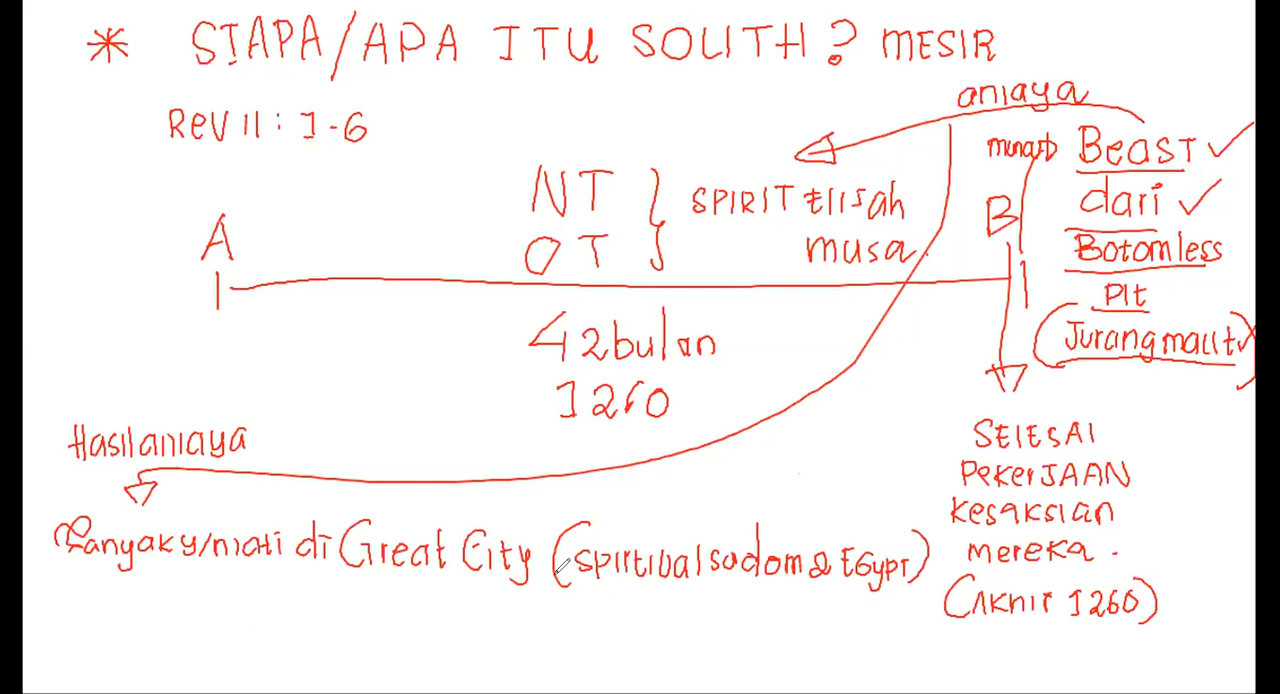 * SIAPA/APA ITU SOUTH? MESIR
REV 11: 1-6
aniaya
NT
OT
SPIRIT Elisah
musa
A
B
muncul
Beast ✓
dari ✓
Botomless
Pit
(Jurang maut)
42 bulan
1260
Hasil aniaya
Banyak yg mati di Great City (Spiritual sodom & Egypt)
SELESAI
PekerJAAN
kesaksian
mereka.
(Akhir 1260)